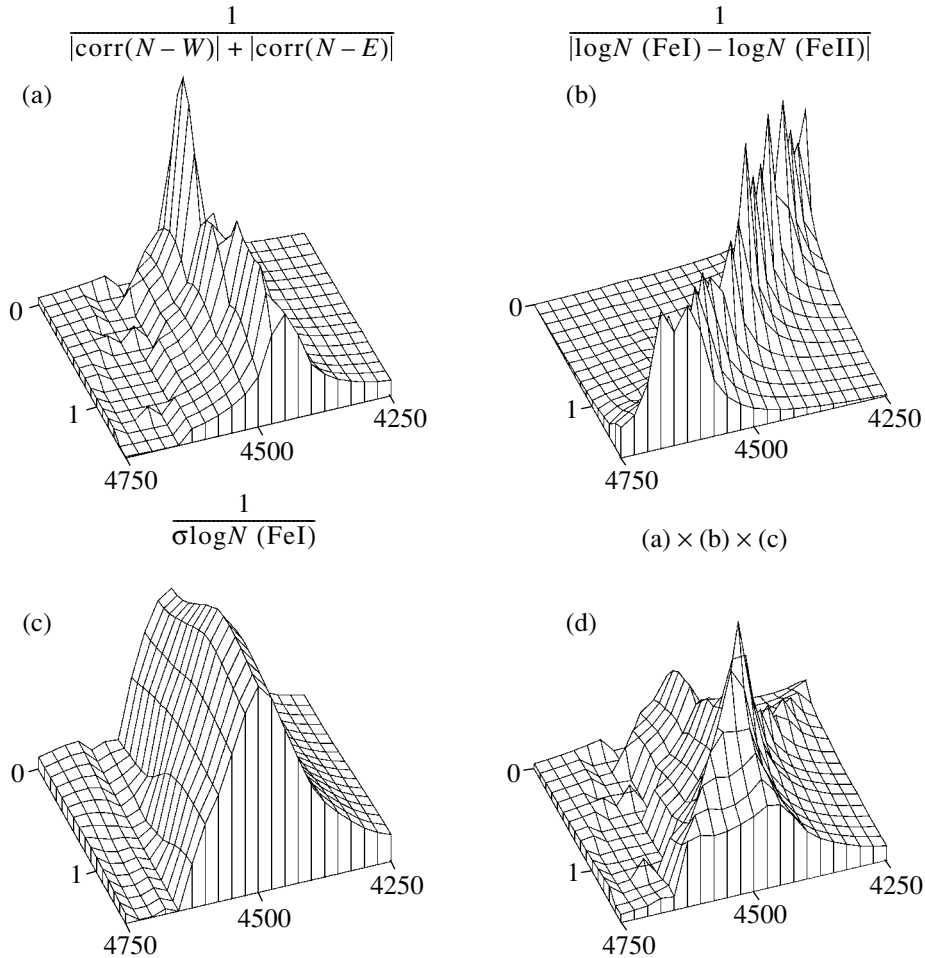 1
|corr(N – W)| + |corr(N – E)|
(a)
0
1
4750
4500
4250
1
|logN (FeI) – logN (FeII)|
(b)
0
1
4750
4500
4250
1
σlogN (FeI)
(c)
0
1
4750
4500
4250
(a) × (b) × (c)
(d)
0
1
4750
4500
4250